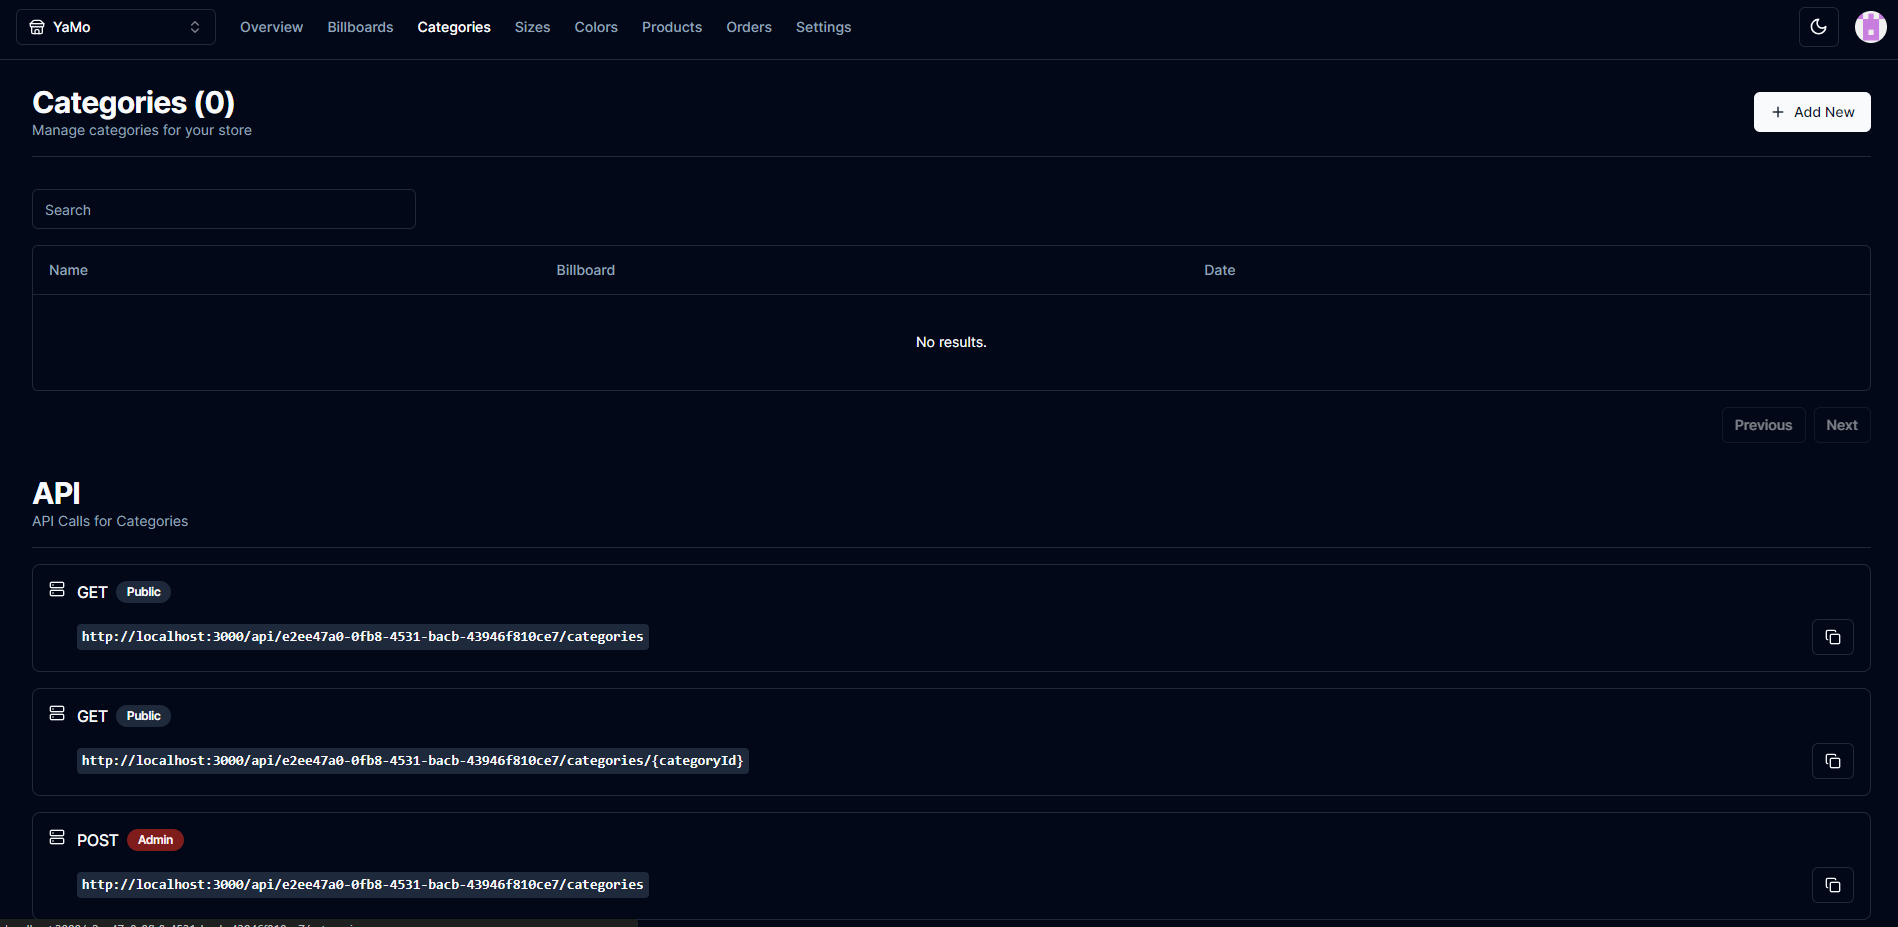 YaMo Overview Billboards Categories Sizes Colors Products Orders Settings
Categories (0)
Manage categories for your store
Add New
Search
Name Billboard Date
No results.
Previous Next
API
API Calls for Categories
GET Public
http://localhost:3000/api/e2ee47a0-0fb8-4531-bacb-43946f810ce7/categories
GET Public
http://localhost:3000/api/e2ee47a0-0fb8-4531-bacb-43946f810ce7/categories/{categoryId}
POST Admin
http://localhost:3000/api/e2ee47a0-0fb8-4531-bacb-43946f810ce7/categories